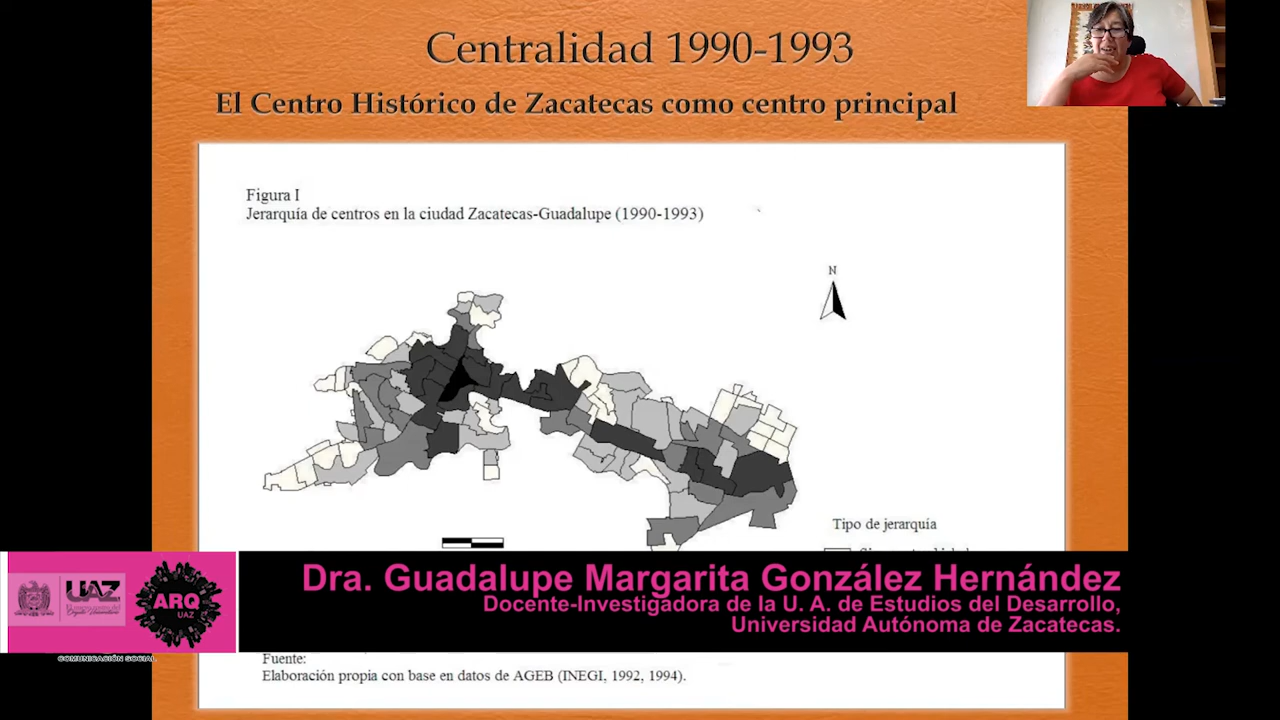 Centralidad 1990-1993
El Centro Histórico de Zacatecas como centro principal
Figura I
Jerarquía de centros en la ciudad Zacatecas-Guadalupe (1990-1993)
N
Tipo de jerarquía
Dra. Guadalupe Margarita González Hernández
Docente-Investigadora de la U. A. de Estudios del Desarrollo,
Universidad Autónoma de Zacatecas.
UAZ
ARQ
UAZ
COMUNICACIÓN SOCIAL
Fuente:
Elaboración propia con base en datos de AGEB (INEGI, 1992, 1994).